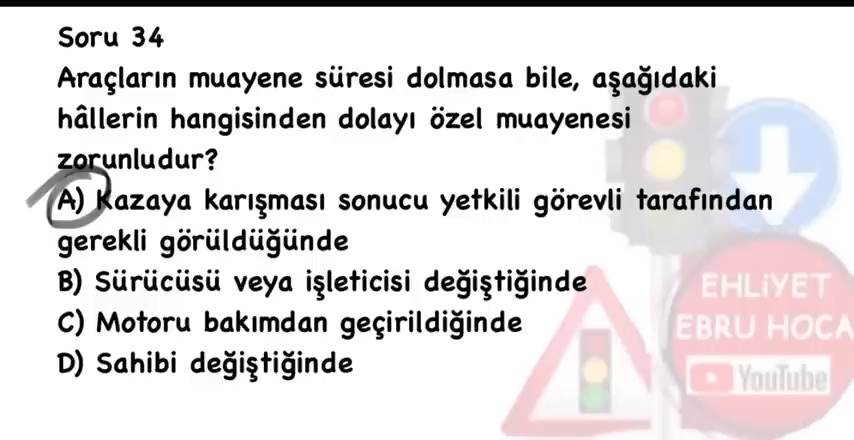 Soru 34
Araçların muayene süresi dolmasa bile, aşağıdaki
hâllerin hangisinden dolayı özel muayenesi
zorunludur?
A) Kazaya karışması sonucu yetkili görevli tarafından
gerekli görüldüğünde
B) Sürücüsü veya işleticisi değiştiğinde
C) Motoru bakımdan geçirildiğinde
D) Sahibi değiştiğinde
EHLİYET
EBRU HOCA
YouTube